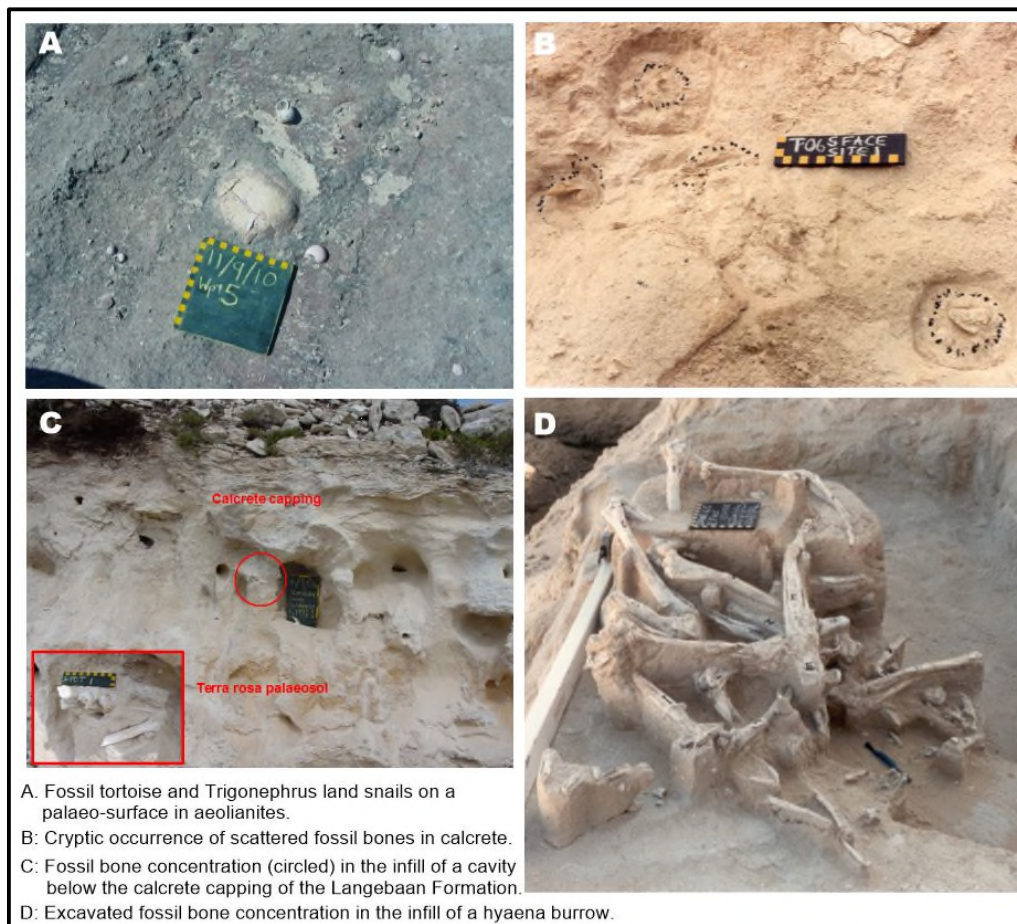 A
11/9/10
Wpt 5
B
T06 S FACE
SITE 1
C
Calcrete capping
Terra rosa palaeosol
D
A. Fossil tortoise and Trigonephrus land snails on a
palaeo-surface in aeolianites.
B: Cryptic occurrence of scattered fossil bones in calcrete.
C: Fossil bone concentration (circled) in the infill of a cavity
below the calcrete capping of the Langebaan Formation.
D: Excavated fossil bone concentration in the infill of a hyaena burrow.